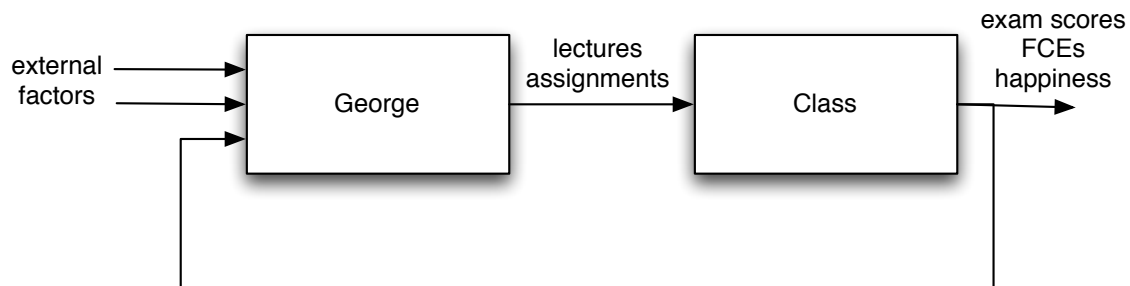 external
factors
George
lectures
assignments
Class
exam scores
FCEs
happiness